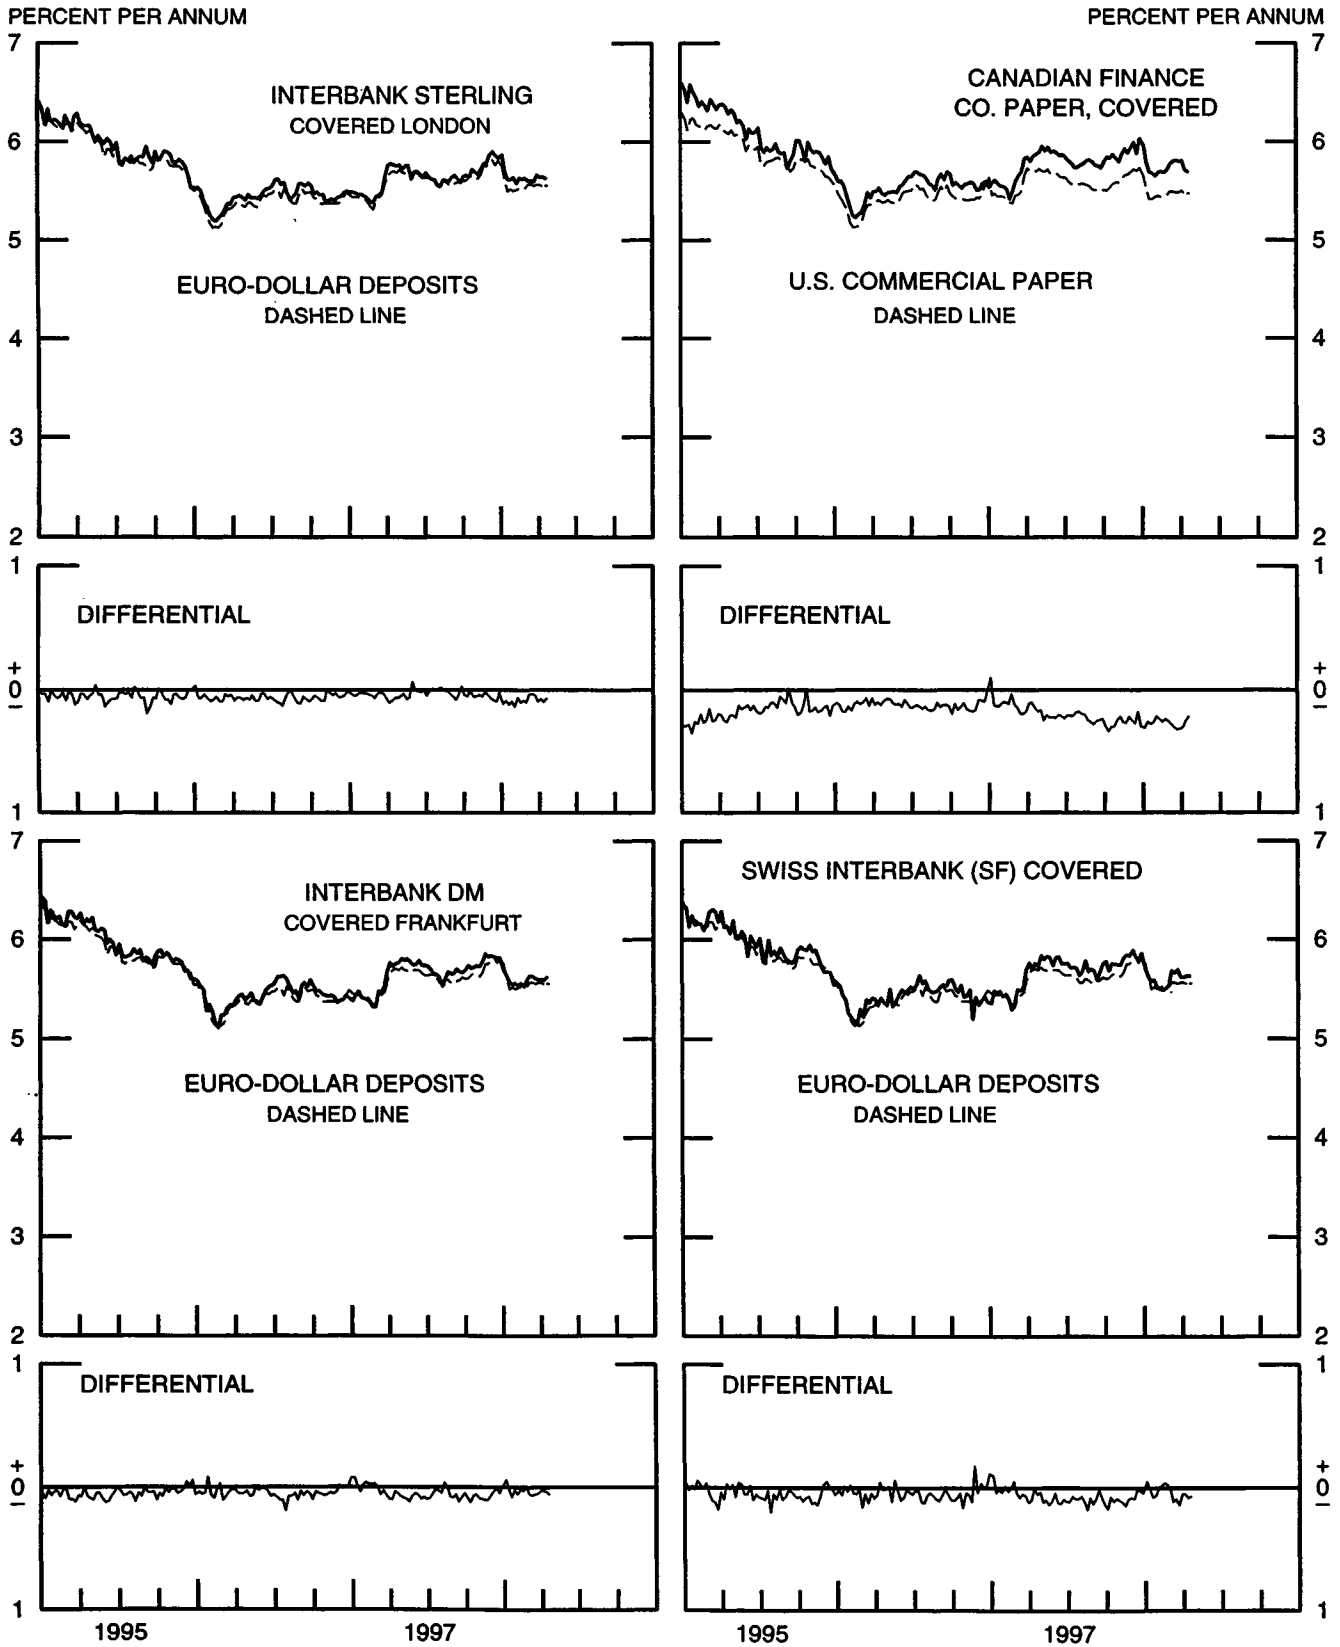 PERCENT PER ANNUM
PERCENT PER ANNUM
7
INTERBANK STERLING
COVERED LONDON
6
5
EURO-DOLLAR DEPOSITS
DASHED LINE
4
3
2
7
CANADIAN FINANCE
CO. PAPER, COVERED
6
5
U.S. COMMERCIAL PAPER
DASHED LINE
4
3
2
1
DIFFERENTIAL
+
0
–
1
1
DIFFERENTIAL
+
0
–
1
7
INTERBANK DM
COVERED FRANKFURT
6
5
EURO-DOLLAR DEPOSITS
DASHED LINE
4
3
2
7
SWISS INTERBANK (SF) COVERED
6
5
EURO-DOLLAR DEPOSITS
DASHED LINE
4
3
2
1
DIFFERENTIAL
+
0
–
1
1995
1997
1
DIFFERENTIAL
+
0
–
1
1995
1997